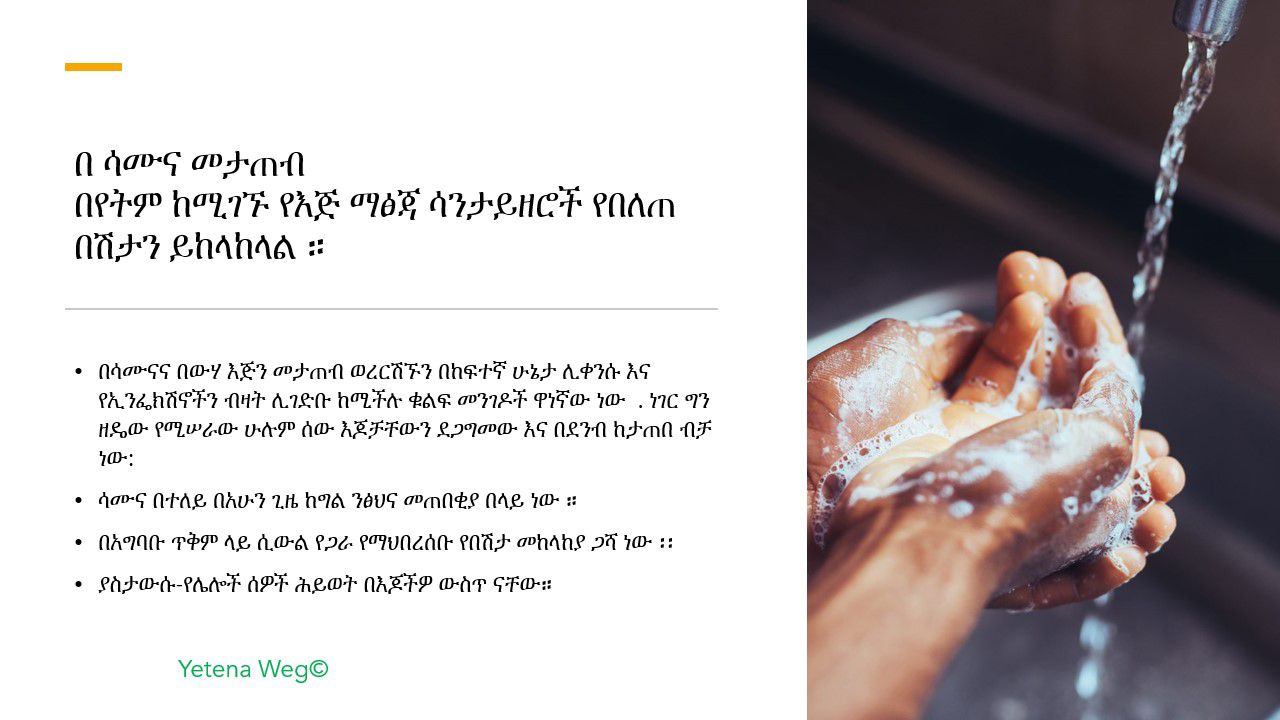 በ ሳሙና መታጠብ
በየትም ከሚገኙ የእጅ ማፅጃ ሳንታይዘሮች የበለጠ
በሽታን ይከላከላል ።
• በሳሙናና በውሃ እጅን መታጠብ ወረርሽኙን በከፍተኛ ሁኔታ ሊቀንሱ እና
የኢንፌክሽኖችን ብዛት ሊገድቡ ከሚችሉ ቁልፍ መንገዶች ዋነኛው ነው . ነገር ግን
ዘዴው የሚሠራው ሁሉም ሰው እጆቻቸውን ደጋግመው እና በደንብ ከታጠበ ብቻ
ነው:
• ሳሙና በተለይ በአሁን ጊዜ ከግል ንፅህና መጠበቂያ በላይ ነው ።
• በአግባቡ ጥቅም ላይ ሲውል የጋራ የማህበረሰቡ የበሽታ መከላከያ ጋሻ ነው ፡፡
• ያስታውሱ-የሌሎች ሰዎች ሕይወት በእጆችዎ ውስጥ ናቸው።
Yetena Weg©